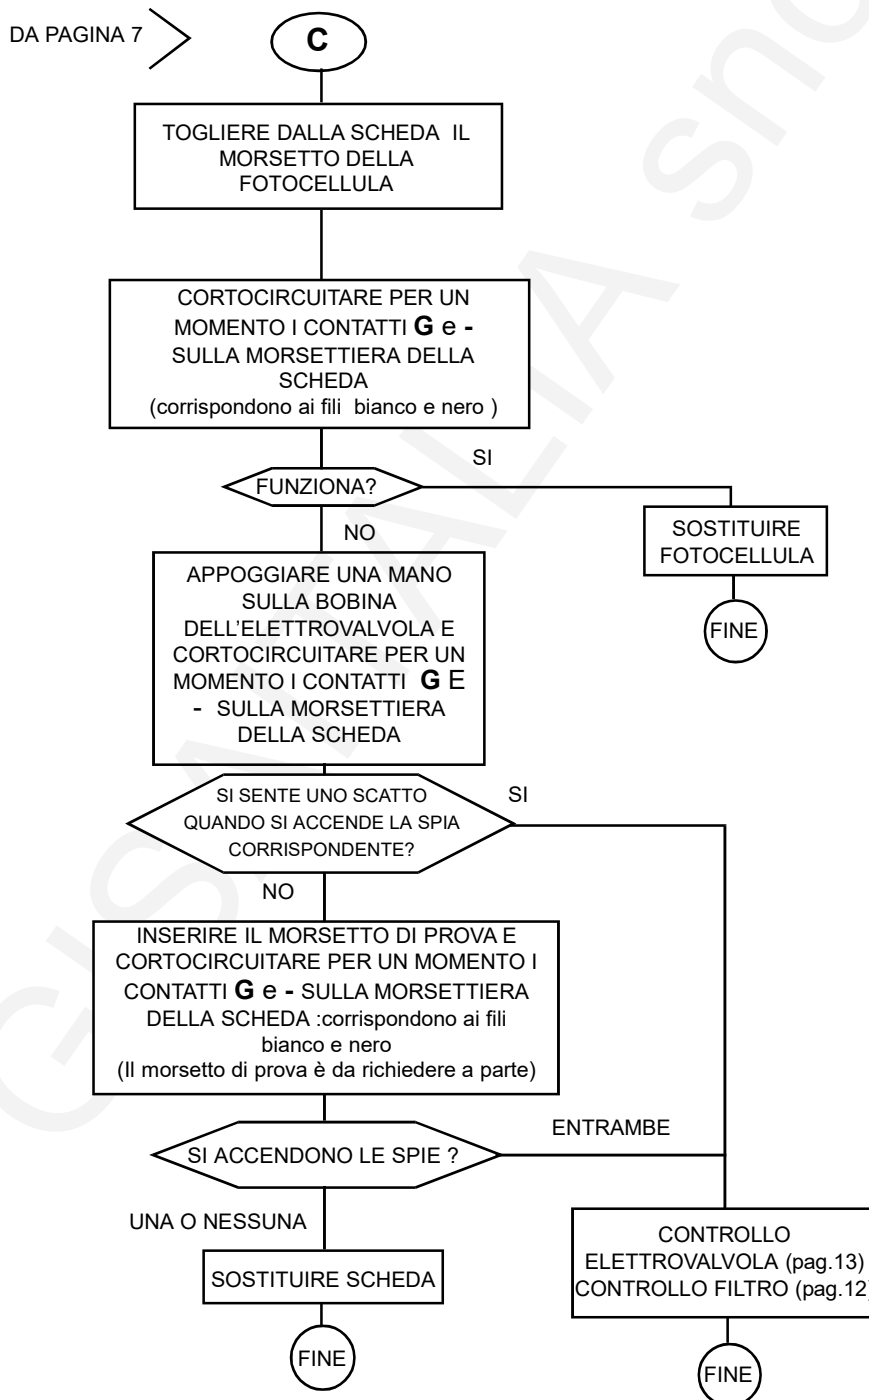 DA PAGINA 7
C
TOGLIERE DALLA SCHEDA IL
MORSETTO DELLA
FOTOCELLULA
CORTOCIRCUITARE PER UN
MOMENTO I CONTATTI G e -
SULLA MORSETTIERA DELLA
SCHEDA
(corrispondono ai fili bianco e nero )
FUNZIONA?
SI
NO
SOSTITUIRE
FOTOCELLULA
FINE
APPOGGIARE UNA MANO
SULLA BOBINA
DELL'ELETTROVALVOLA E
CORTOCIRCUITARE PER UN
MOMENTO I CONTATTI G E
- SULLA MORSETTIERA
DELLA SCHEDA
SI SENTE UNO SCATTO
QUANDO SI ACCENDE LA SPIA
CORRISPONDENTE?
SI
NO
INSERIRE IL MORSETTO DI PROVA E
CORTOCIRCUITARE PER UN MOMENTO I
CONTATTI G e - SULLA MORSETTIERA
DELLA SCHEDA :corrispondono ai fili
bianco e nero
(Il morsetto di prova è da richiedere a parte)
SI ACCENDONO LE SPIE ?
ENTRAMBE
UNA O NESSUNA
SOSTITUIRE SCHEDA
FINE
CONTROLLO
ELETTROVALVOLA (pag.13)
CONTROLLO FILTRO (pag.12)
FINE
GISAITALIA snc